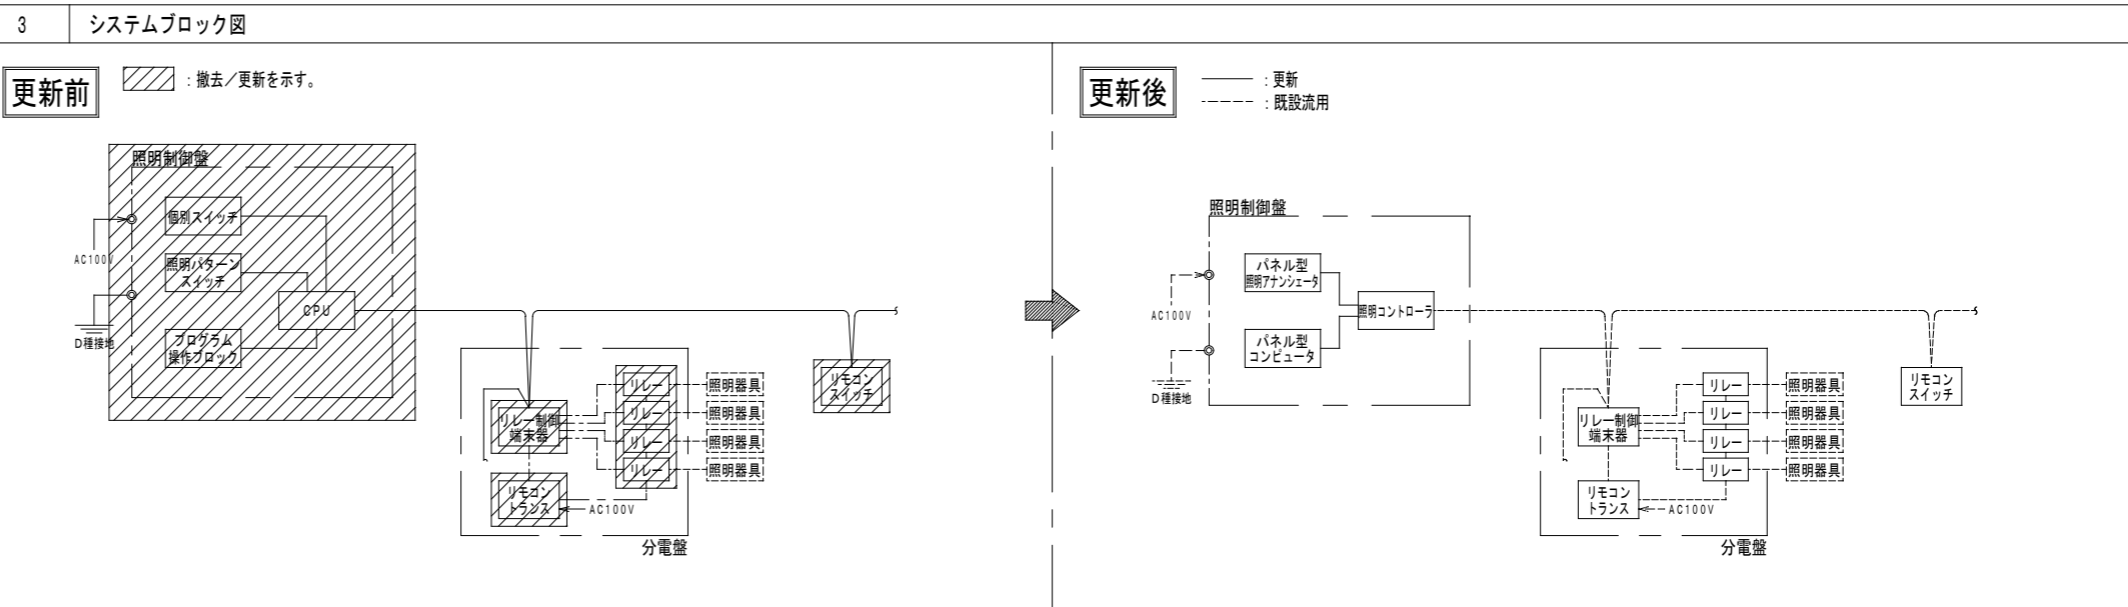 3 システムブロック図
更新前
：撤去／更新を示す。
照明制御盤
個別スイッチ
AC100V
照明パターン
スイッチ
CPU
D種接地
プログラム
操作ブロック
リレー 照明器具
リレー 照明器具
リレー 照明器具
リレー 照明器具
リレー制御
端末器
リモコン
トランス
AC100V
分電盤
リモコン
スイッチ
更新後
：更新
：既設流用
照明制御盤
パネル型
照明アナンシェータ
AC100V
照明コントローラ
パネル型
コンピュータ
D種接地
リレー 照明器具
リレー 照明器具
リレー 照明器具
リレー 照明器具
リレー制御
端末器
リモコン
トランス
AC100V
分電盤
リモコン
スイッチ